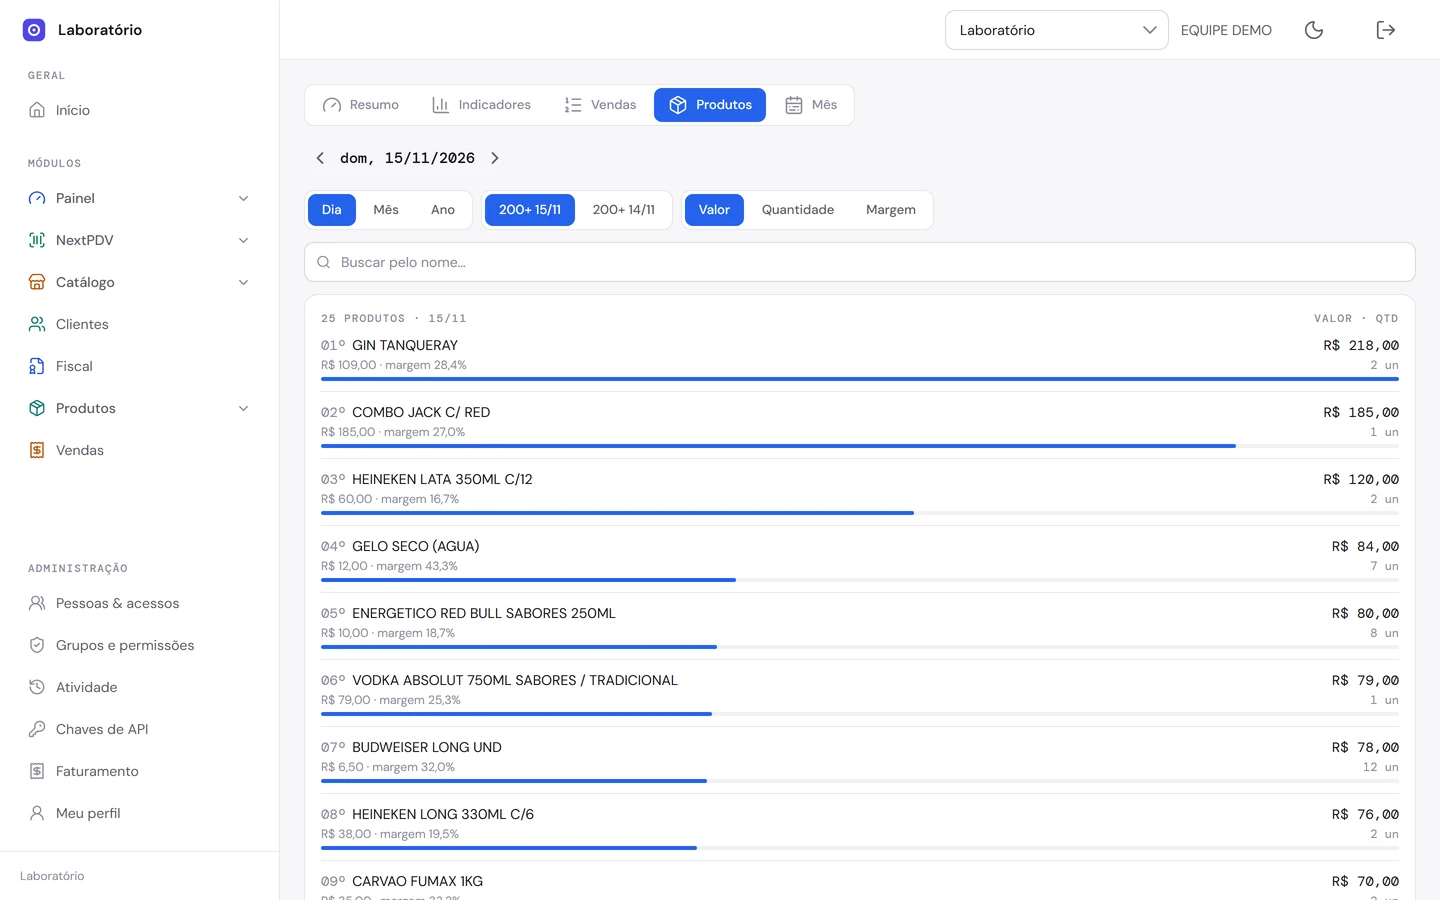 Laboratório
GERAL
Início
MÓDULOS
Painel
NextPDV
Catálogo
Clientes
Fiscal
Produtos
Vendas
ADMINISTRAÇÃO
Pessoas & acessos
Grupos e permissões
Atividade
Chaves de API
Faturamento
Meu perfil
Laboratório
Laboratório
EQUIPE DEMO
Resumo
Indicadores
Vendas
Produtos
Mês
dom, 15/11/2026
Dia Mês Ano
200+ 15/11 200+ 14/11
Valor Quantidade Margem
Buscar pelo nome...
25 PRODUTOS · 15/11 VALOR · QTD
01º GIN TANQUERAY R$ 218,00
R$ 109,00 · margem 28,4% 2 un
02º COMBO JACK C/ RED R$ 185,00
R$ 185,00 · margem 27,0% 1 un
03º HEINEKEN LATA 350ML C/12 R$ 120,00
R$ 60,00 · margem 16,7% 2 un
04º GELO SECO (AGUA) R$ 84,00
R$ 12,00 · margem 43,3% 7 un
05º ENERGETICO RED BULL SABORES 250ML R$ 80,00
R$ 10,00 · margem 18,7% 8 un
06º VODKA ABSOLUT 750ML SABORES / TRADICIONAL R$ 79,00
R$ 79,00 · margem 25,3% 1 un
07º BUDWEISER LONG UND R$ 78,00
R$ 6,50 · margem 32,0% 12 un
08º HEINEKEN LONG 330ML C/6 R$ 76,00
R$ 38,00 · margem 19,5% 2 un
09º CARVAO FUMAX 1KG R$ 70,00